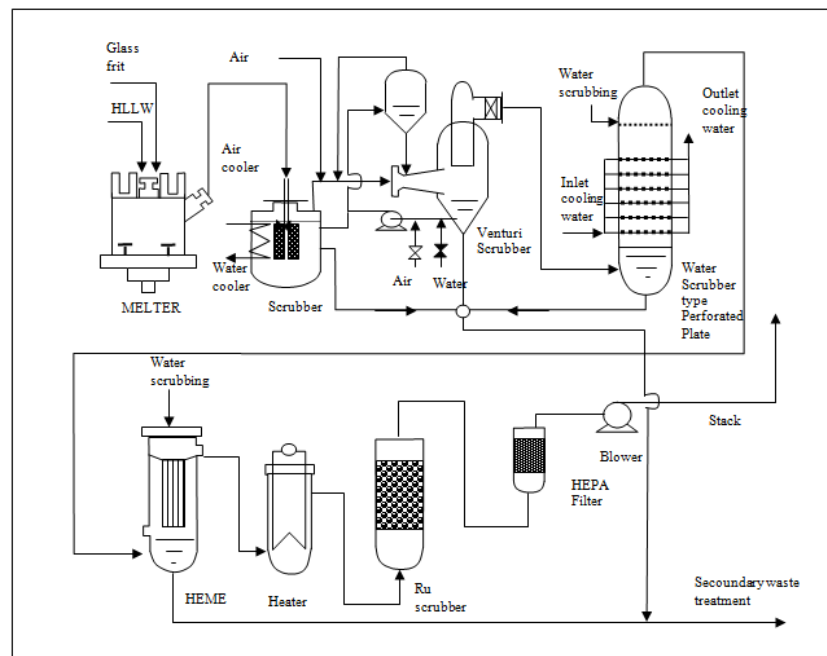 Glass
frit
HLLW
Air
Air
cooler
Water
scrubbing
Outlet
cooling
water
Inlet
cooling
water
Venturi
Scrubber
Air
Water
Water
cooler
Scrubber
MELTER
Water
Scrubber
type
Perforated
Plate
Water
scrubbing
Stack
Blower
HEPA
Filter
HEME
Heater
Ru
scrubber
Secoundary waste
treatment